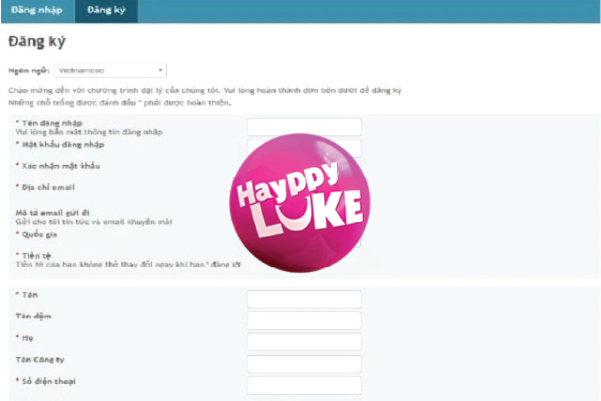 Đăng nhập
Đăng ký
Đăng ký
Ngôn ngữ: Vietnamese
Chào mừng đến với chương trình đại lý của chúng tôi. Vui lòng hoàn thành đơn bên dưới để đăng ký
Những chỗ trống được đánh dấu * phải được hoàn thiện.
* Tên đăng nhập
Vui lòng bảo mật thông tin đăng nhập
* Mật khẩu đăng nhập
* Xác nhận mật khẩu
* Địa chỉ email
Mô tả email gửi đi
Gửi cho tôi tin tức và email khuyến mãi
* Quốc gia
* Tiền tệ
Tiền tệ của bạn không thể thay đổi ngay khi bạn " đăng ký
Hayppy
LUKE
* Tên
Tên đệm
* Họ
Tên Công ty
* Số điện thoại